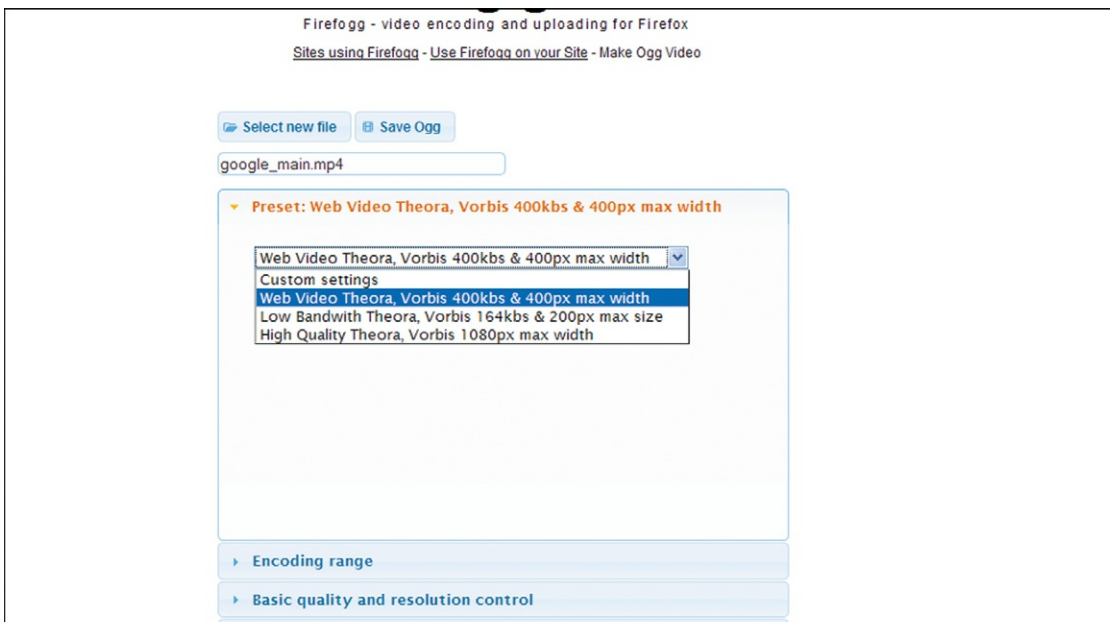 Firefogg - video encoding and uploading for Firefox
Sites using Firefogg - Use Firefogg on your Site - Make Ogg Video
Select new file Save Ogg
google_main.mp4
Preset: Web Video Theora, Vorbis 400kbs & 400px max width
Web Video Theora, Vorbis 400kbs & 400px max width
Custom settings
Web Video Theora, Vorbis 400kbs & 400px max width
Low Bandwith Theora, Vorbis 164kbs & 200px max size
High Quality Theora, Vorbis 1080px max width
Encoding range
Basic quality and resolution control